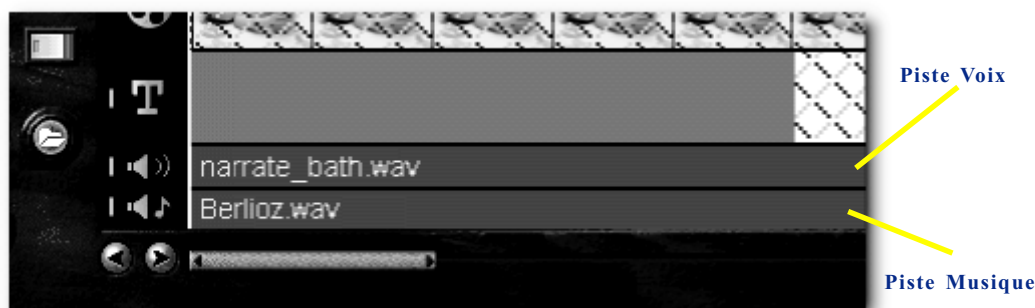 Piste Voix
T
narrate_bath.wav
Berlioz.wav
Piste Musique